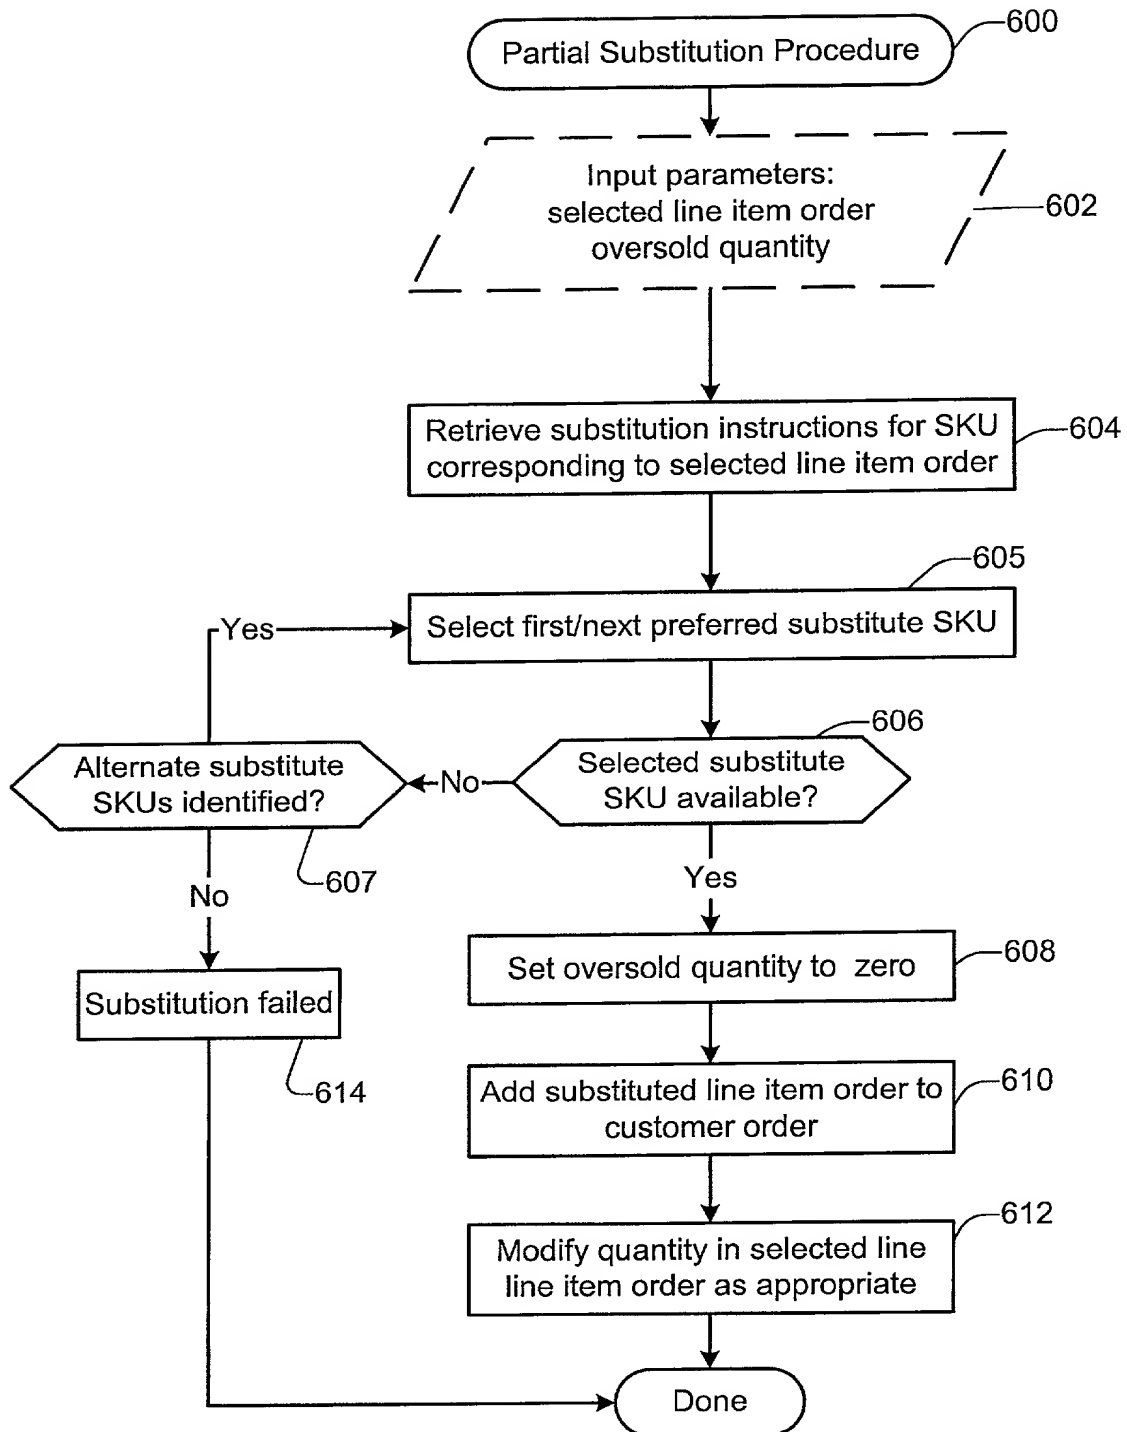 600
Partial Substitution Procedure
Input parameters:
selected line item order
oversold quantity
602
Retrieve substitution instructions for SKU
corresponding to selected line item order
604
605
Select first/next preferred substitute SKU
Yes
606
Selected substitute
SKU available?
No
Alternate substitute
SKUs identified?
607
No
Yes
Set oversold quantity to zero
608
Substitution failed
614
Add substituted line item order to
customer order
610
612
Modify quantity in selected line
line item order as appropriate
Done